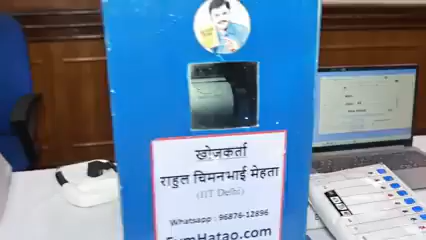 खोजकर्ता
राहुल चिमनभाई मेहता
(IIT Delhi)
Whatsapp : 96876-12896
EvmHatao.com